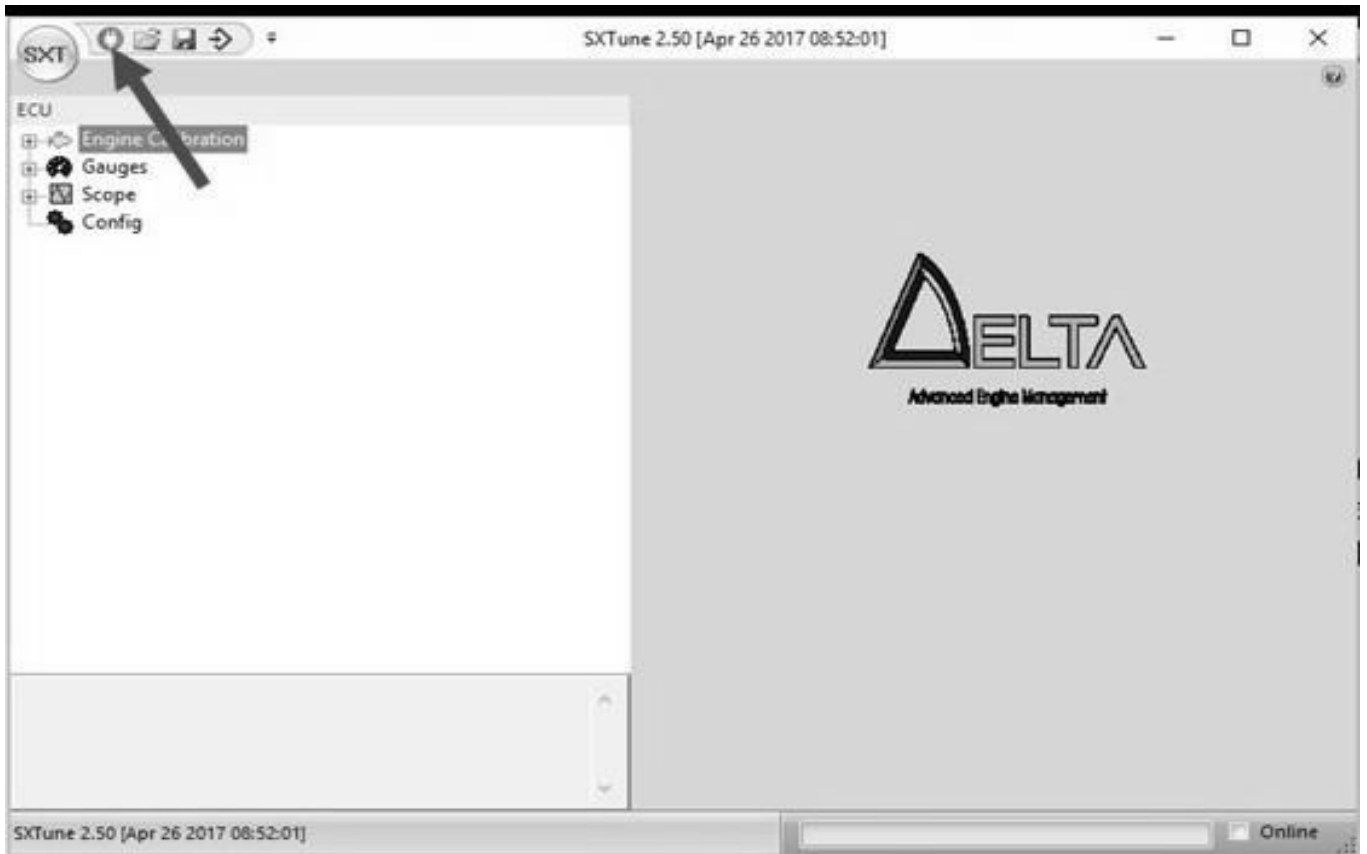 SXT
SXTune 2.50 [Apr 26 2017 08:52:01]
ECU
Engine Calibration
Gauges
Scope
Config
DELTA
Advanced Engine Management
SXTune 2.50 [Apr 26 2017 08:52:01]
Online